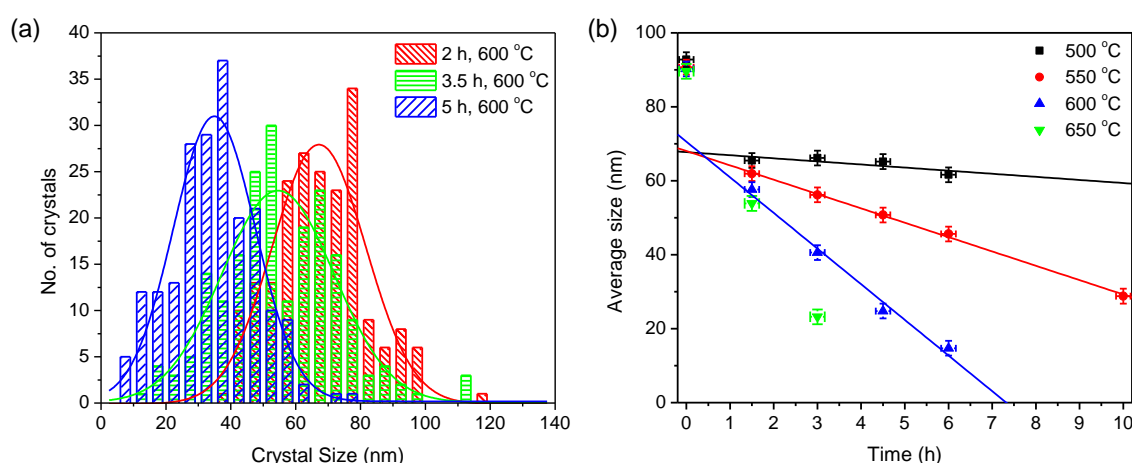 (a)
40
35
30
25
20
15
10
5
0
No. of crystals
2 h, 600 °C
3.5 h, 600 °C
5 h, 600 °C
0 20 40 60 80 100 120 140
Crystal Size (nm)
(b)
100
80
60
40
20
0
Average size (nm)
500 °C
550 °C
600 °C
650 °C
0 1 2 3 4 5 6 7 8 9 10
Time (h)